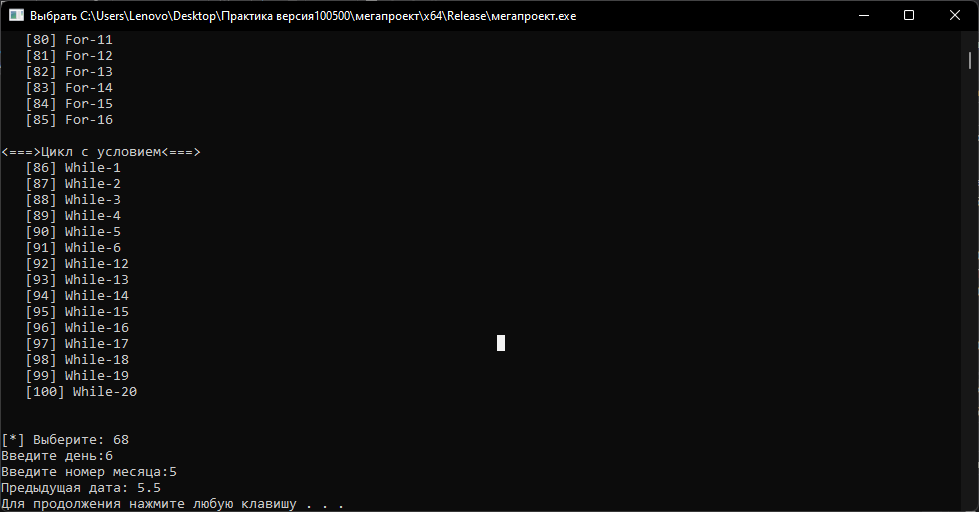 Выбрать C:\Users\Lenovo\Desktop\Практика версия100500\мегапроект\x64\Release\мегапроект.exe
[80] For-11
[81] For-12
[82] For-13
[83] For-14
[84] For-15
[85] For-16
<===>Цикл с условием<===>
[86] While-1
[87] While-2
[88] While-3
[89] While-4
[90] While-5
[91] While-6
[92] While-12
[93] While-13
[94] While-14
[95] While-15
[96] While-16
[97] While-17
[98] While-18
[99] While-19
[100] While-20
[*] Выберите: 68
Введите день:6
Введите номер месяца:5
Предыдущая дата: 5.5
Для продолжения нажмите любую клавишу . . .